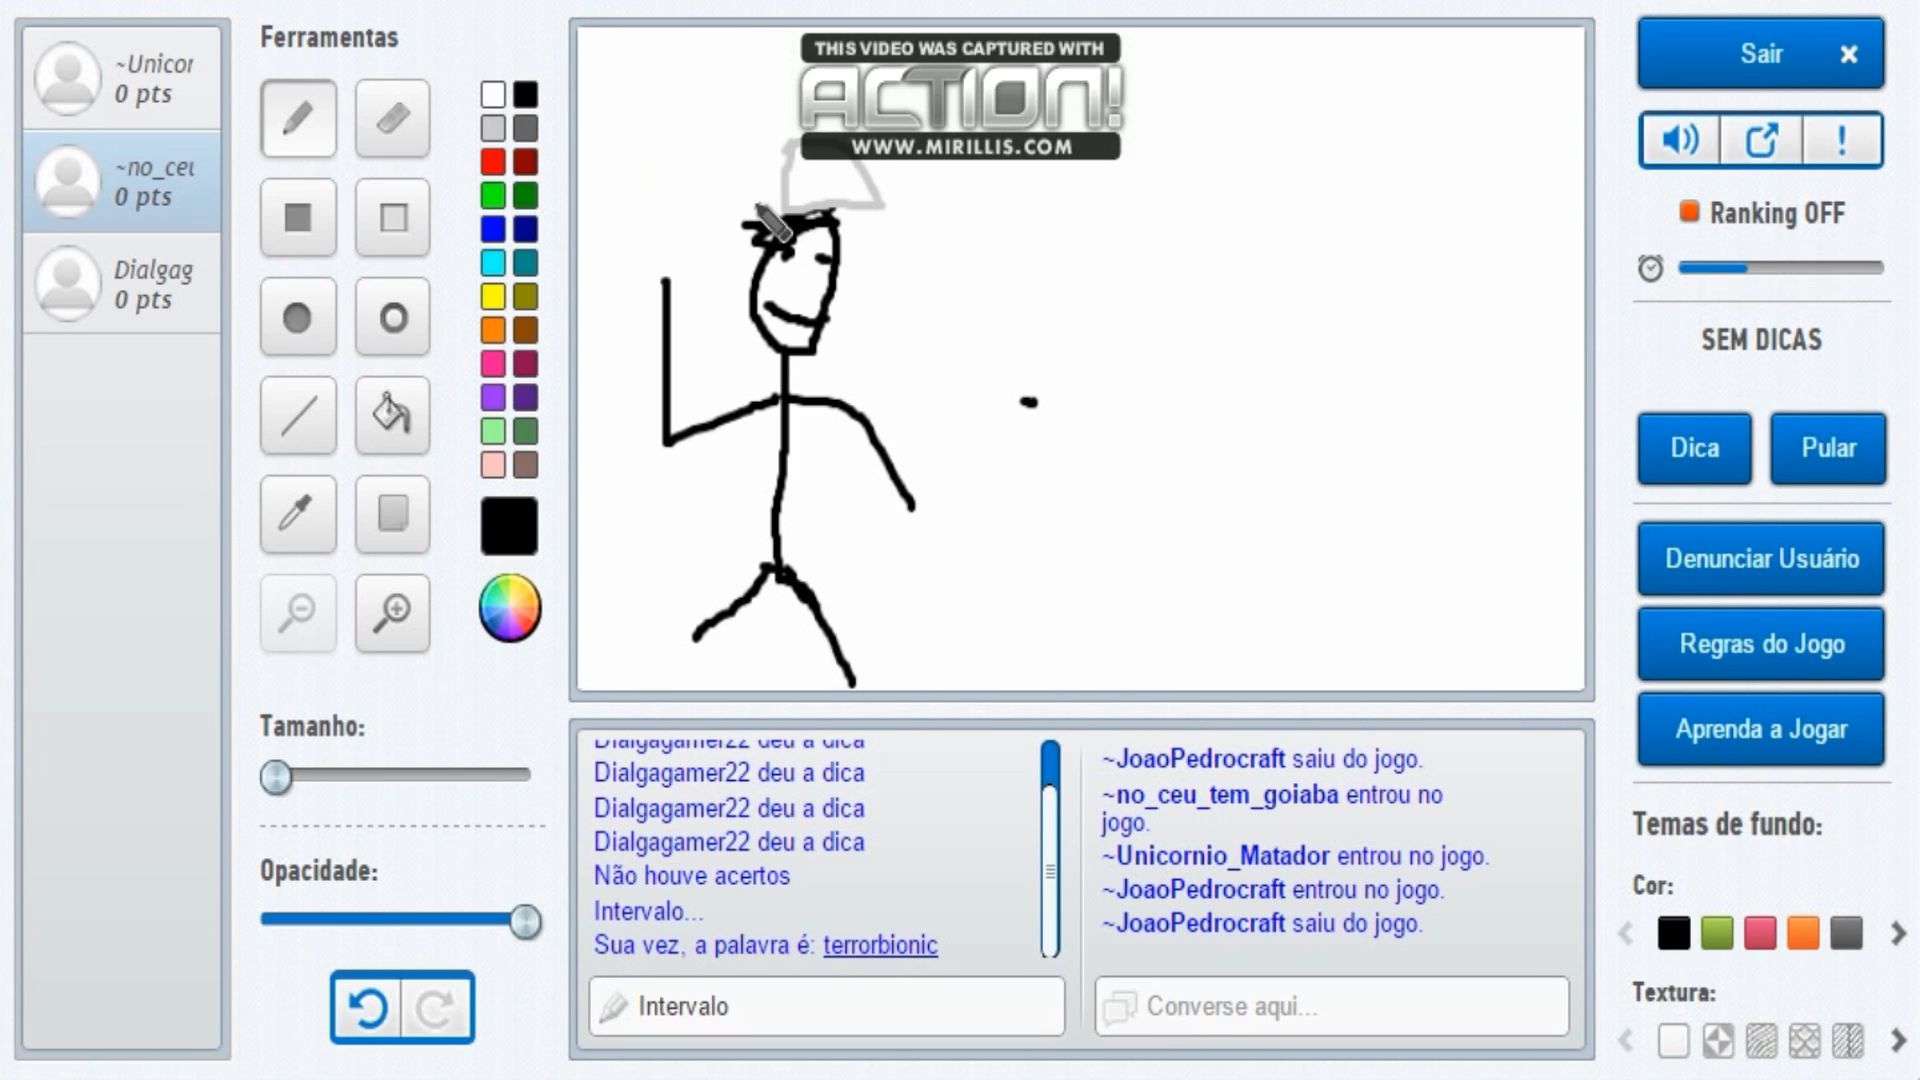 ~Unicor
0 pts
~no_ceu
0 pts
Dialgag
0 pts
Ferramentas
Tamanho:
Opacidade:
THIS VIDEO WAS CAPTURED WITH
ACTION!
WWW.MIRILLIS.COM
Dialgagamer22 deu a dica
Dialgagamer22 deu a dica
Dialgagamer22 deu a dica
Dialgagamer22 deu a dica
Não houve acertos
Intervalo...
Sua vez, a palavra é: terrorbionic
Intervalo
~JoaoPedrocraft saiu do jogo.
~no_ceu_tem_goiaba entrou no
jogo.
~Unicornio_Matador entrou no jogo.
~JoaoPedrocraft entrou no jogo.
~JoaoPedrocraft saiu do jogo.
Converse aqui...
Sair
Ranking OFF
SEM DICAS
Dica
Pular
Denunciar Usuário
Regras do Jogo
Aprenda a Jogar
Temas de fundo:
Cor:
Textura: